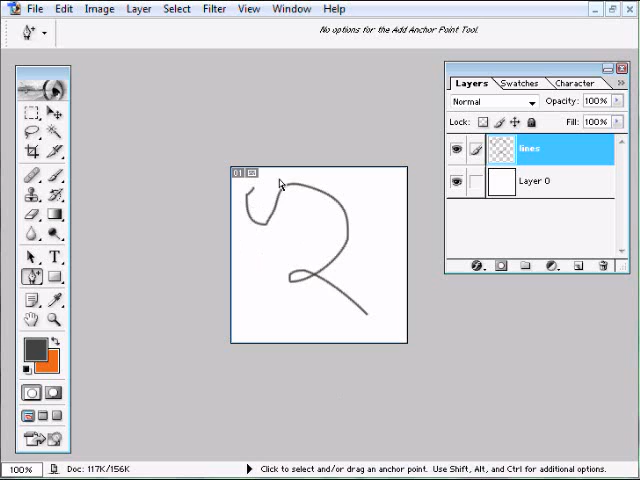 File Edit Image Layer Select Filter View Window Help
No options for the Add Anchor Point Tool.
Layers Swatches Character
Normal Opacity: 100%
Lock: Fill: 100%
lines
Layer 0
T
100% Doc: 117K/156K Click to select and/or drag an anchor point. Use Shift, Alt, and Ctrl for additional options.